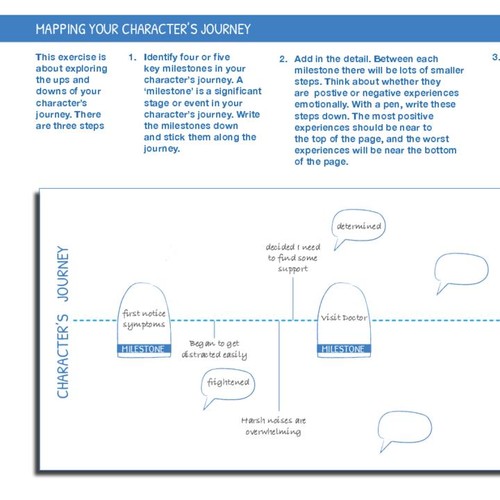 MAPPING YOUR CHARACTER'S JOURNEY
This exercise is
about exploring
the ups and
downs of your
character's
journey. There
are three steps
1. Identify four or five
key milestones in your
character's journey. A
'milestone' is a significant
stage or event in your
character's journey. Write
the milestones down
and stick them along the
journey.
2. Add in the detail. Between each
milestone there will be lots of smaller
steps. Think about whether they
are postive or negative experiences
emotionally. With a pen, write these
steps down. The most positive
experiences should be near to
the top of the page, and the worst
experiences will be near the bottom
of the page.
3.
CHARACTER'S JOURNEY
first notice
symptoms
MILESTONE
Began to get
distracted easily
frightened
decided I need
to find some
support
Harsh noises are
overwhelming
determined
Visit Doctor
MILESTONE